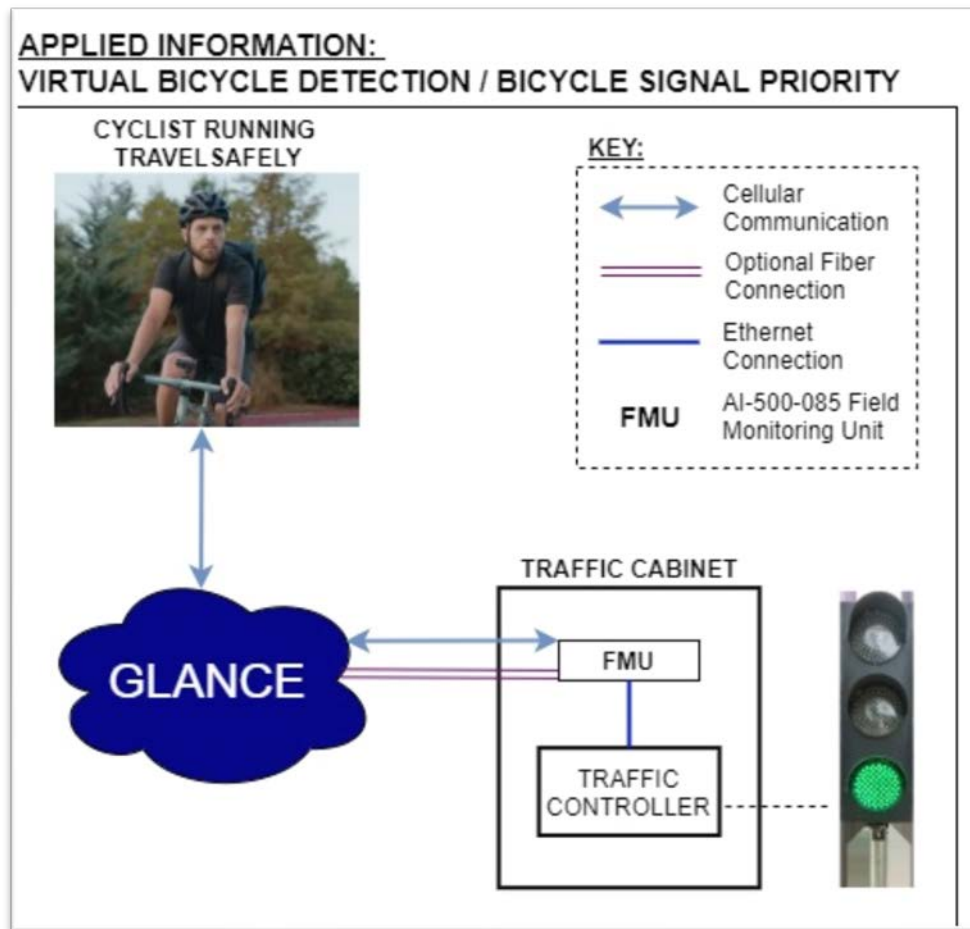 APPLIED INFORMATION:
VIRTUAL BICYCLE DETECTION / BICYCLE SIGNAL PRIORITY
CYCLIST RUNNING
TRAVELSAFELY
KEY:
Cellular
Communication
Optional Fiber
Connection
Ethernet
Connection
FMU
AI-500-085 Field
Monitoring Unit
GLANCE
TRAFFIC CABINET
FMU
TRAFFIC
CONTROLLER